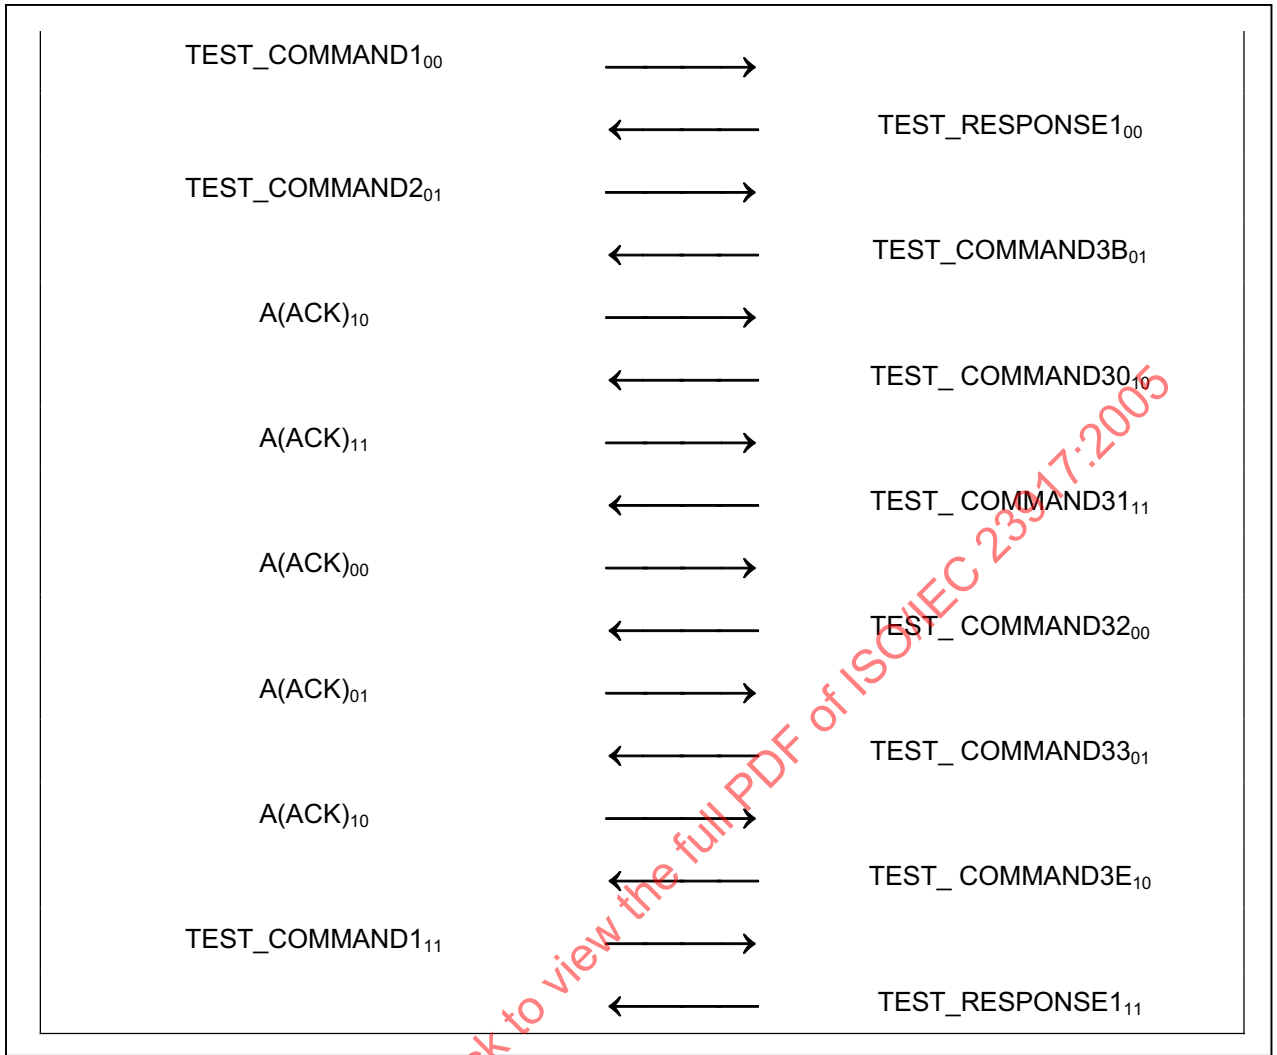 TEST_COMMAND1₀₀
TEST_RESPONSE1₀₀
TEST_COMMAND2₀₁
TEST_COMMAND3B₀₁
A(ACK)₁₀
TEST_ COMMAND30₁₀
A(ACK)₁₁
TEST_ COMMAND31₁₁
A(ACK)₀₀
TEST_ COMMAND32₀₀
A(ACK)₀₁
TEST_ COMMAND33₀₁
A(ACK)₁₀
TEST_ COMMAND3E₁₀
TEST_COMMAND1₁₁
TEST_RESPONSE1₁₁
to view the full PDF of ISO/IEC 23917:2005